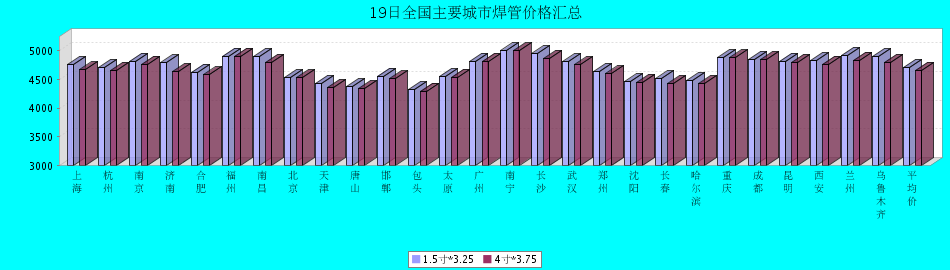 19日全国主要城市焊管价格汇总
5000
4500
4000
3500
3000
上海 杭州 南京 济南 合肥 福州 南昌 北京 天津 唐山 邯郸 包头 太原 广州 南宁 长沙 武汉 郑州 沈阳 长春 哈尔滨 重庆 成都 昆明 西安 兰州 乌鲁木齐 平均价
1.5寸*3.25 4寸*3.75